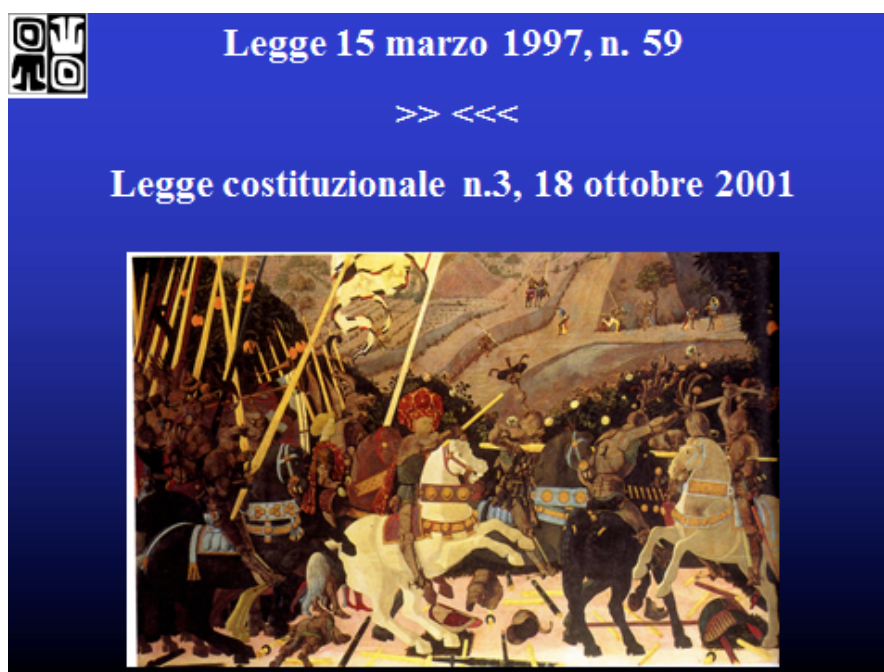 Legge 15 marzo 1997, n. 59
>> <<<
Legge costituzionale n.3, 18 ottobre 2001